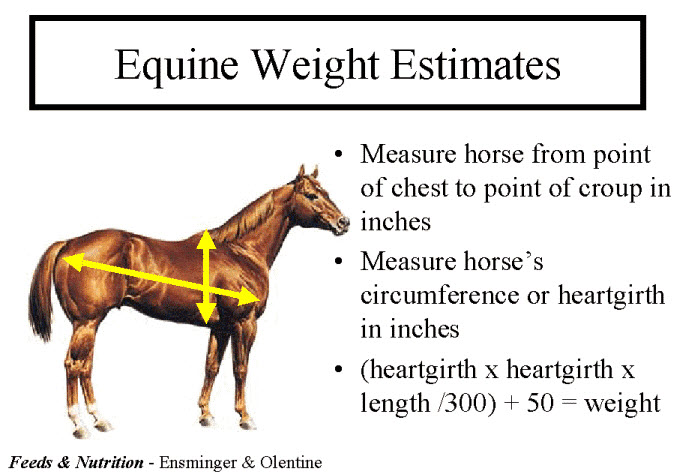 Equine Weight Estimates
• Measure horse from point
of chest to point of croup in
inches
• Measure horse’s
circumference or heartgirth
in inches
• (heartgirth x heartgirth x
length /300) + 50 = weight
Feeds & Nutrition - Ensminger & Olentine